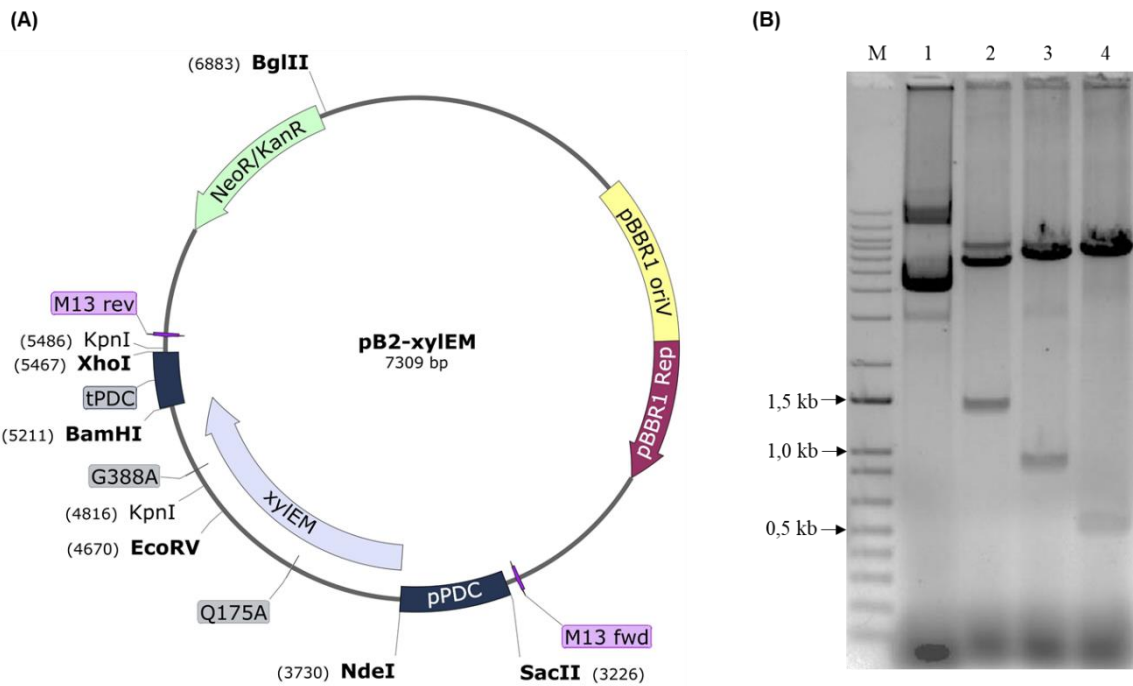 (A)
(B)
(6883) BglII
NeoR/KanR
pBBR1 oriV
M13 rev
(5486) KpnI
(5467) XhoI
tPDC
(5211) BamHI
G388A
(4816) KpnI
(4670) EcoRV
Q175A
xylEM
pB2-xylEM
7309 bp
pBBR1 Rep
pPDC
M13 fwd
(3730) NdeI
SacII (3226)
M 1 2 3 4
1,5 kb
1,0 kb
0,5 kb